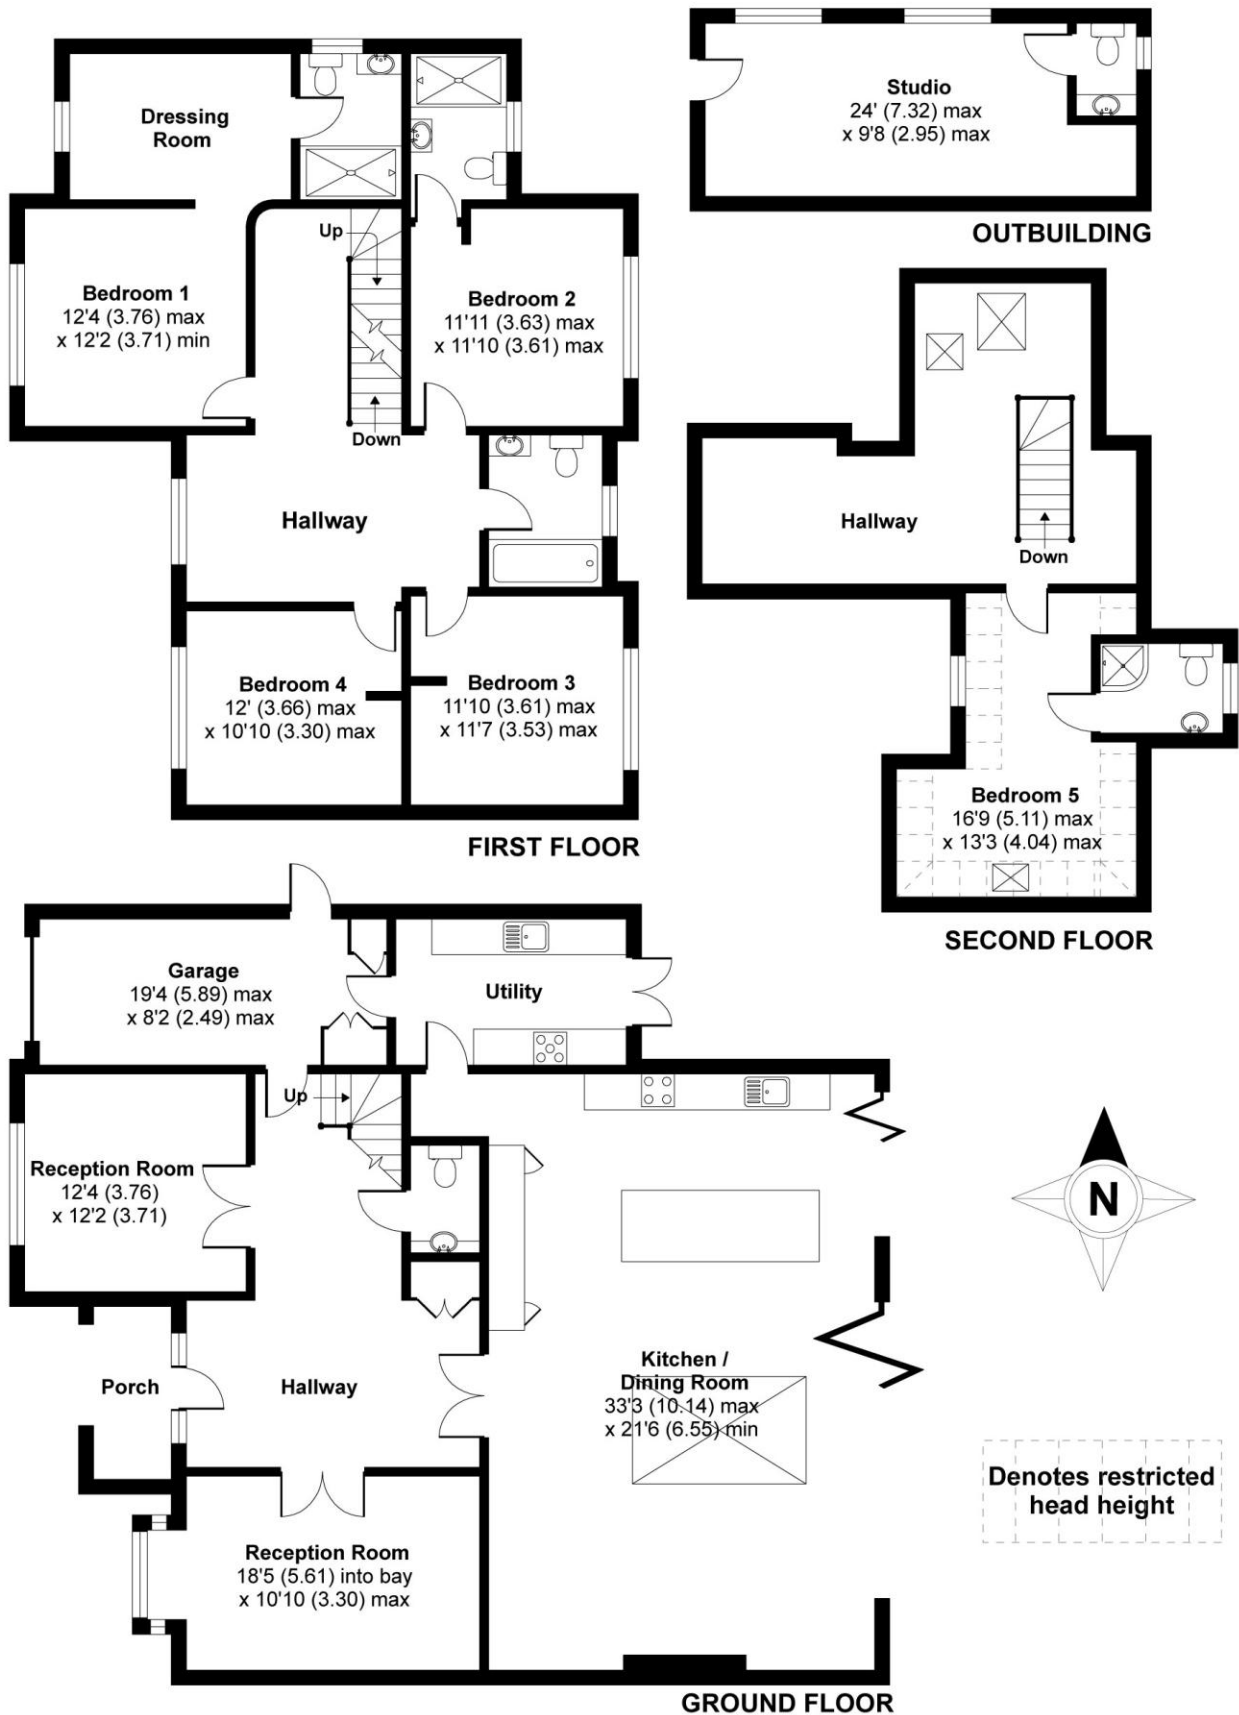 Dressing
Room
Up
Bedroom 1
12'4 (3.76) max
x 12'2 (3.71) min
Bedroom 2
11'11 (3.63) max
x 11'10 (3.61) max
Down
Hallway
Bedroom 4
12' (3.66) max
x 10'10 (3.30) max
Bedroom 3
11'10 (3.61) max
x 11'7 (3.53) max
FIRST FLOOR
Studio
24' (7.32) max
x 9'8 (2.95) max
OUTBUILDING
Hallway
Down
Bedroom 5
16'9 (5.11) max
x 13'3 (4.04) max
SECOND FLOOR
Garage
19'4 (5.89) max
x 8'2 (2.49) max
Utility
Up
Reception Room
12'4 (3.76)
x 12'2 (3.71)
Porch
Hallway
Kitchen /
Dining Room
33'3 (10.14) max
x 21'6 (6.55) min
Reception Room
18'5 (5.61) into bay
x 10'10 (3.30) max
GROUND FLOOR
N
Denotes restricted
head height